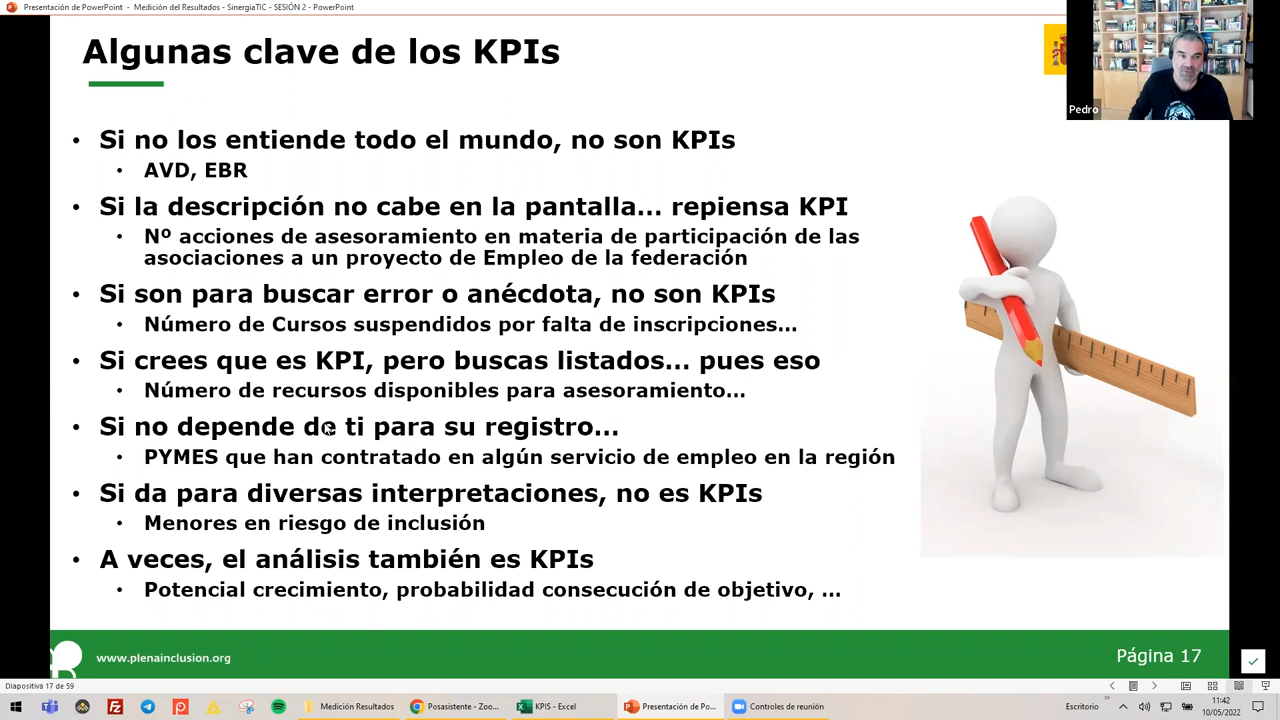 Presentación de PowerPoint - Medición del Resultados - SinergiaTIC - SESIÓN 2 - PowerPoint
Algunas clave de los KPIs
Pedro
• Si no los entiende todo el mundo, no son KPIs
• AVD, EBR
• Si la descripción no cabe en la pantalla... repiensa KPI
• Nº acciones de asesoramiento en materia de participación de las
asociaciones a un proyecto de Empleo de la federación
• Si son para buscar error o anécdota, no son KPIs
• Número de Cursos suspendidos por falta de inscripciones...
• Si crees que es KPI, pero buscas listados... pues eso
• Número de recursos disponibles para asesoramiento...
• Si no depende de ti para su registro...
• PYMES que han contratado en algún servicio de empleo en la región
• Si da para diversas interpretaciones, no es KPIs
• Menores en riesgo de inclusión
• A veces, el análisis también es KPIs
• Potencial crecimiento, probabilidad consecución de objetivo, ...
www.plenainclusion.org
Página 17
Diapositiva 17 de 59
Medición Resultados
Posasistente - Zoo...
KPIS - Excel
Presentación de Po...
Controles de reunión
Escritorio
11:42
10/05/2022